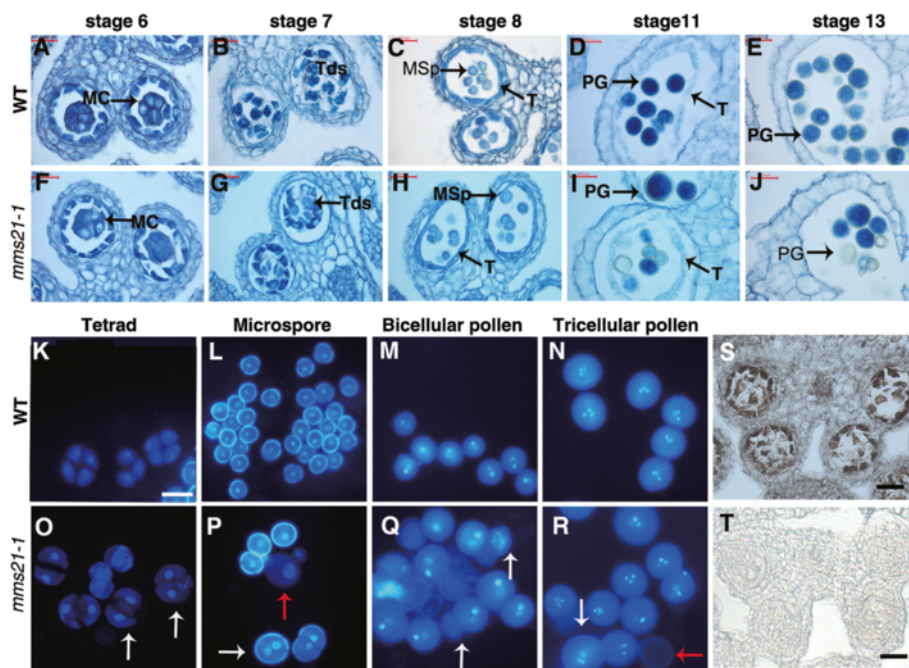 stage 6 stage 7 stage 8 stage11 stage 13
WT A MC B Tds C MSp T D PG T E PG
mms21-1 F MC G Tds H MSp T I PG T J PG
Tetrad Microspore Bicellular pollen Tricellular pollen
WT K L M N S
mms21-1 O P Q R T